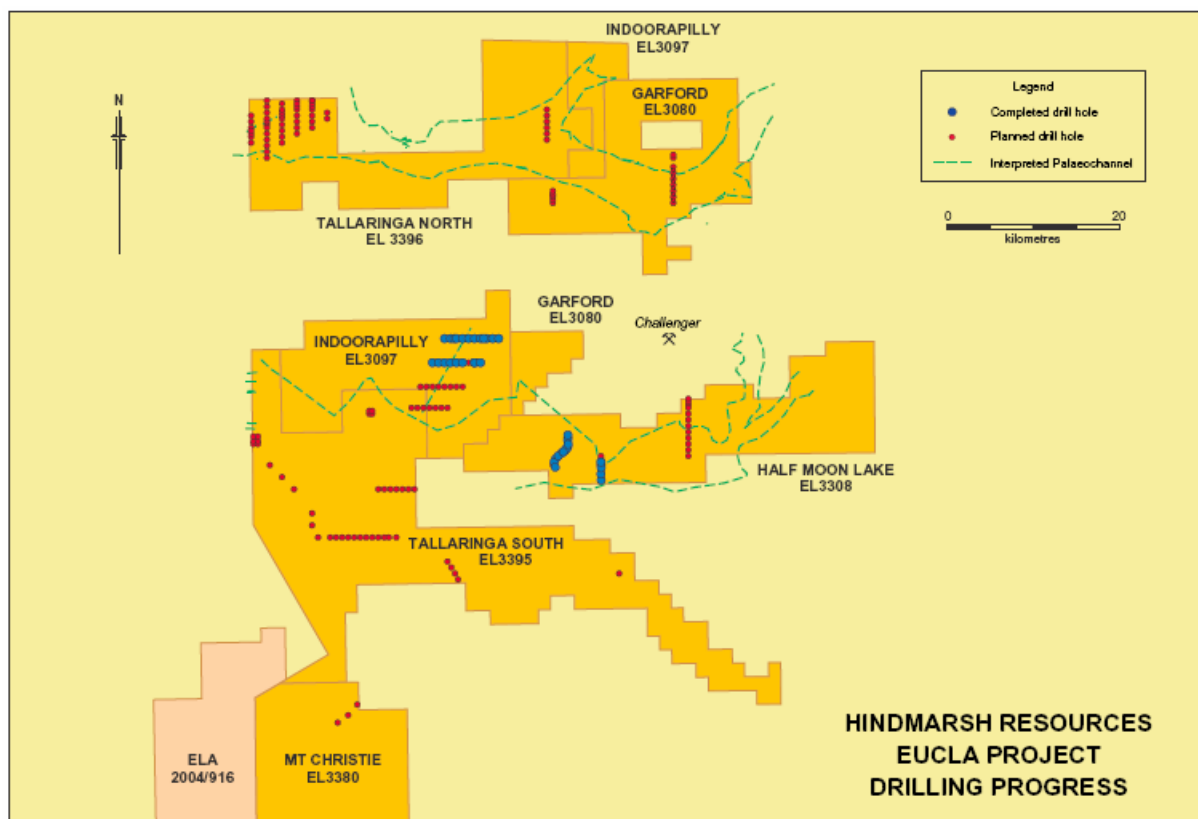 INDOORAPILLY
EL3097
GARFORD
EL3080
N
Legend
Completed drill hole
Planned drill hole
Interpreted Palaeochannel
0 20
kilometres
TALLARINGA NORTH
EL 3396
GARFORD
EL3080
Challenger
INDOORAPILLY
EL3097
HALF MOON LAKE
EL3308
TALLARINGA SOUTH
EL3395
ELA
2004/916
MT CHRISTIE
EL3380
HINDMARSH RESOURCES
EUCLA PROJECT
DRILLING PROGRESS